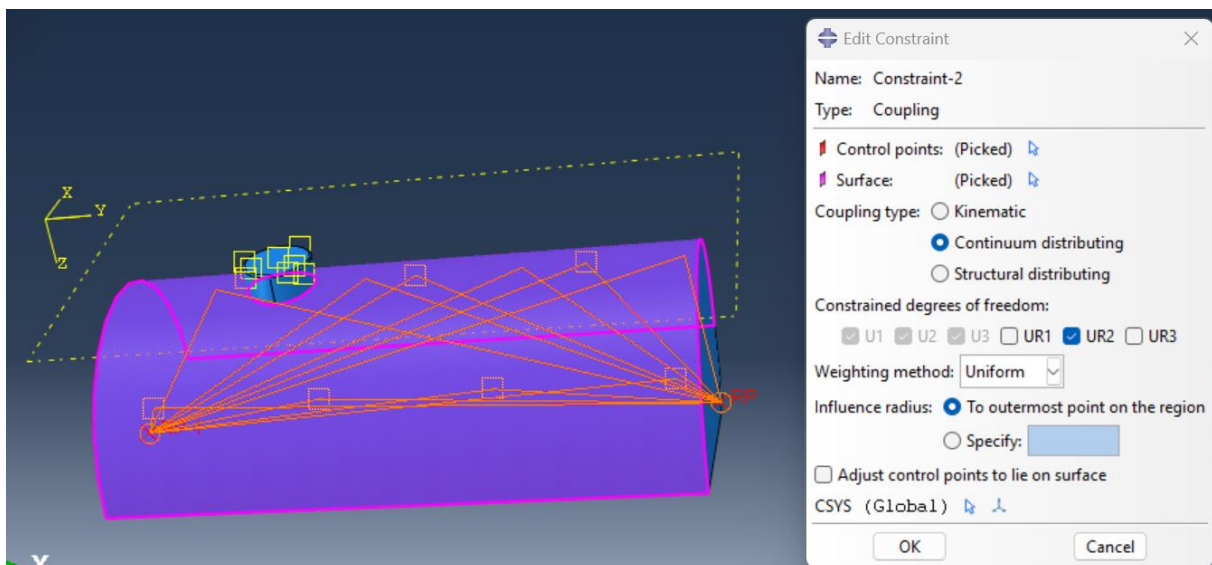 Edit Constraint
Name: Constraint-2
Type: Coupling
Control points: (Picked)
Surface: (Picked)
Coupling type: Kinematic
Continuum distributing
Structural distributing
Constrained degrees of freedom:
U1 U2 U3 UR1 UR2 UR3
Weighting method: Uniform
Influence radius: To outermost point on the region
Specify:
Adjust control points to lie on surface
CSYS (Global)
OK Cancel
X
Y
Z
RP
X